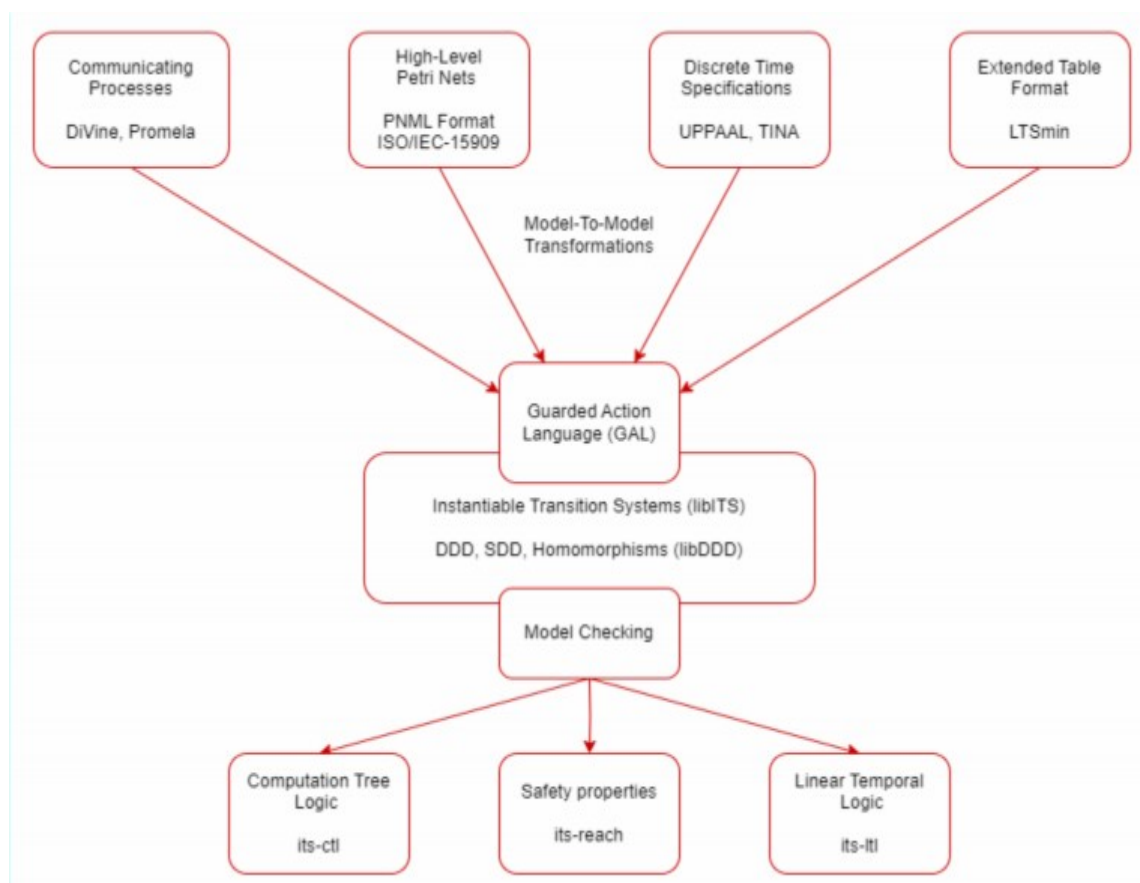 Communicating
Processes
DiVine, Promela
High-Level
Petri Nets
PNML Format
ISO/IEC-15909
Discrete Time
Specifications
UPPAAL, TINA
Extended Table
Format
LTSmin
Model-To-Model
Transformations
Guarded Action
Language (GAL)
Instantiable Transition Systems (libITS)
DDD, SDD, Homomorphisms (libDDD)
Model Checking
Computation Tree
Logic
its-ctl
Safety properties
its-reach
Linear Temporal
Logic
its-ltl